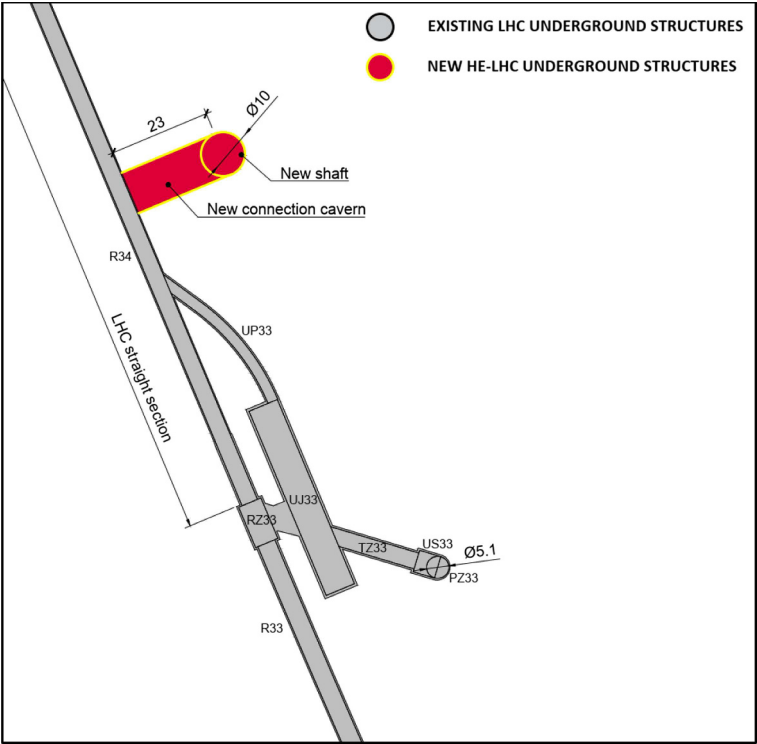 EXISTING LHC UNDERGROUND STRUCTURES
NEW HE-LHC UNDERGROUND STRUCTURES
23
Ø10
New shaft
New connection cavern
R34
UP33
LHC straight section
UJ33
RZ33
TZ33
US33
Ø5.1
PZ33
R33